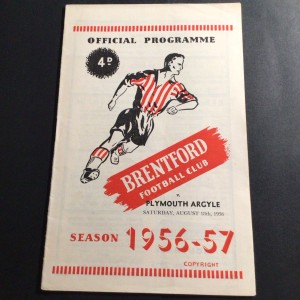 OFFICIAL PROGRAMME
4D
BRENTFORD
FOOTBALL CLUB
v.
PLYMOUTH ARGYLE
SATURDAY, AUGUST 18th, 1956
SEASON 1956-57
COPYRIGHT